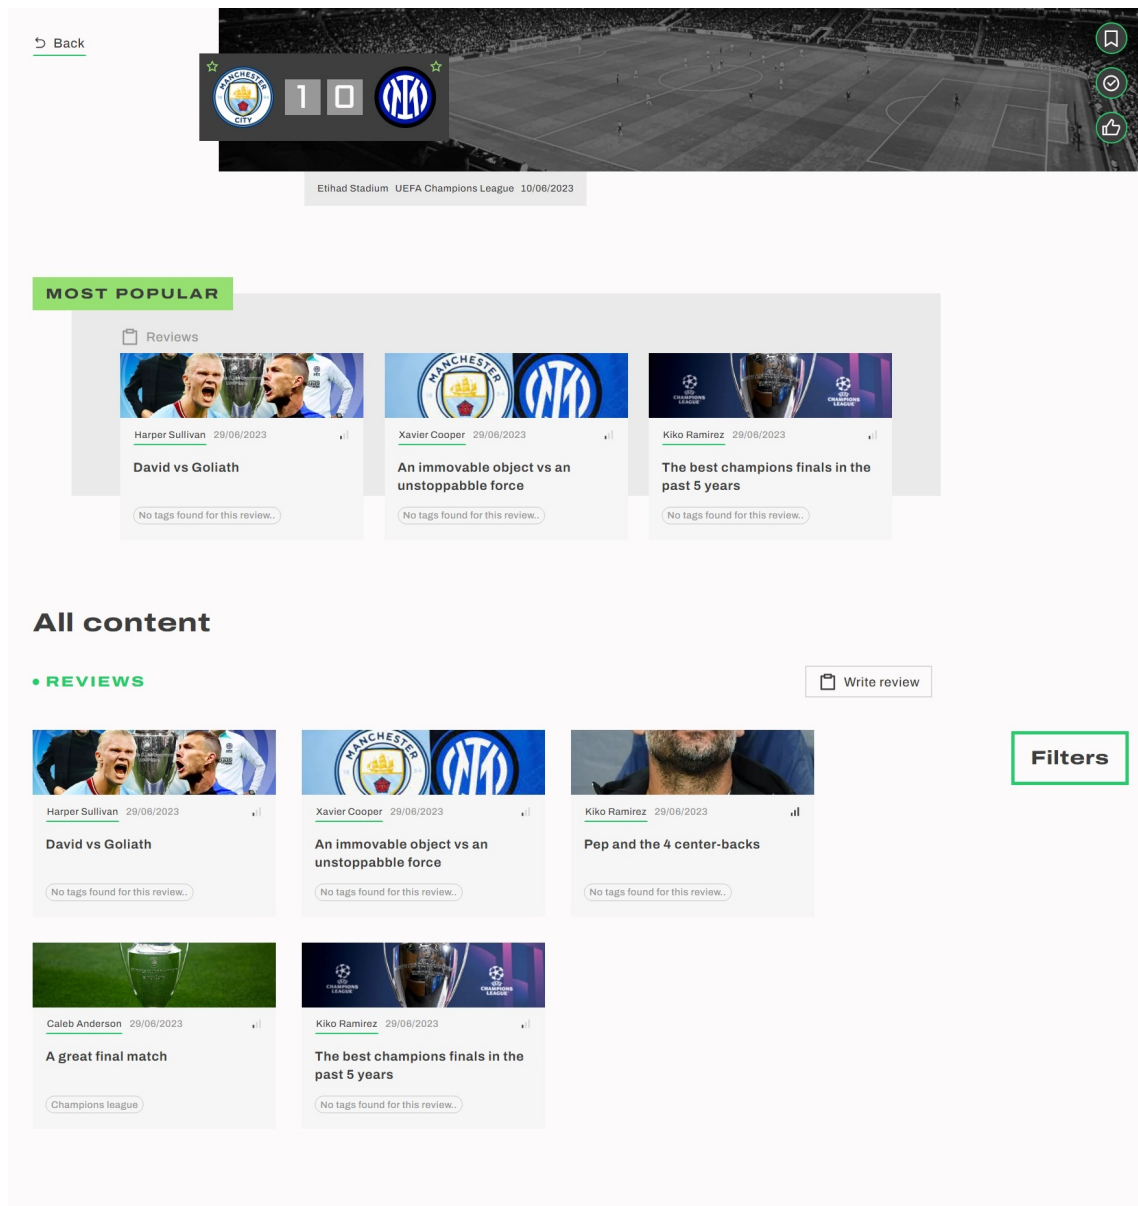 Back
MANCHESTER
CITY
1 0
Etihad Stadium UEFA Champions League 10/06/2023
MOST POPULAR
Reviews
MANCHESTER
CHAMPIONS
LEAGUE
CHAMPIONS
LEAGUE
Harper Sullivan 29/06/2023
David vs Goliath
No tags found for this review..
Xavier Cooper 29/06/2023
An immovable object vs an
unstoppabble force
No tags found for this review..
Kiko Ramirez 29/06/2023
The best champions finals in the
past 5 years
No tags found for this review..
All content
REVIEWS
Write review
Filters
MANCHESTER
Harper Sullivan 29/06/2023
David vs Goliath
No tags found for this review..
Xavier Cooper 29/06/2023
An immovable object vs an
unstoppabble force
No tags found for this review..
Kiko Ramirez 29/06/2023
Pep and the 4 center-backs
No tags found for this review..
Caleb Anderson 29/06/2023
A great final match
Champions league
CHAMPIONS
LEAGUE
CHAMPIONS
LEAGUE
Kiko Ramirez 29/06/2023
The best champions finals in the
past 5 years
No tags found for this review..